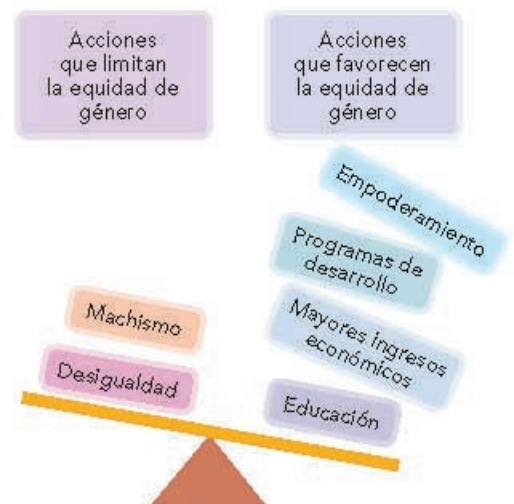 Acciones
que limitan
la equidad de
género
Acciones
que favorecen
la equidad de
género
Empoderamiento
Programas de
desarrollo
Machismo
Mayores ingresos
económicos
Desigualdad
Educación